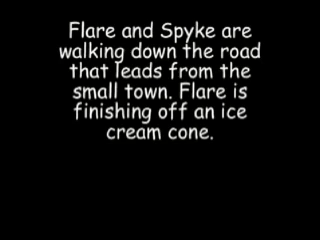 Flare and Spyke are
walking down the road
that leads from the
small town. Flare is
finishing off an ice
cream cone.